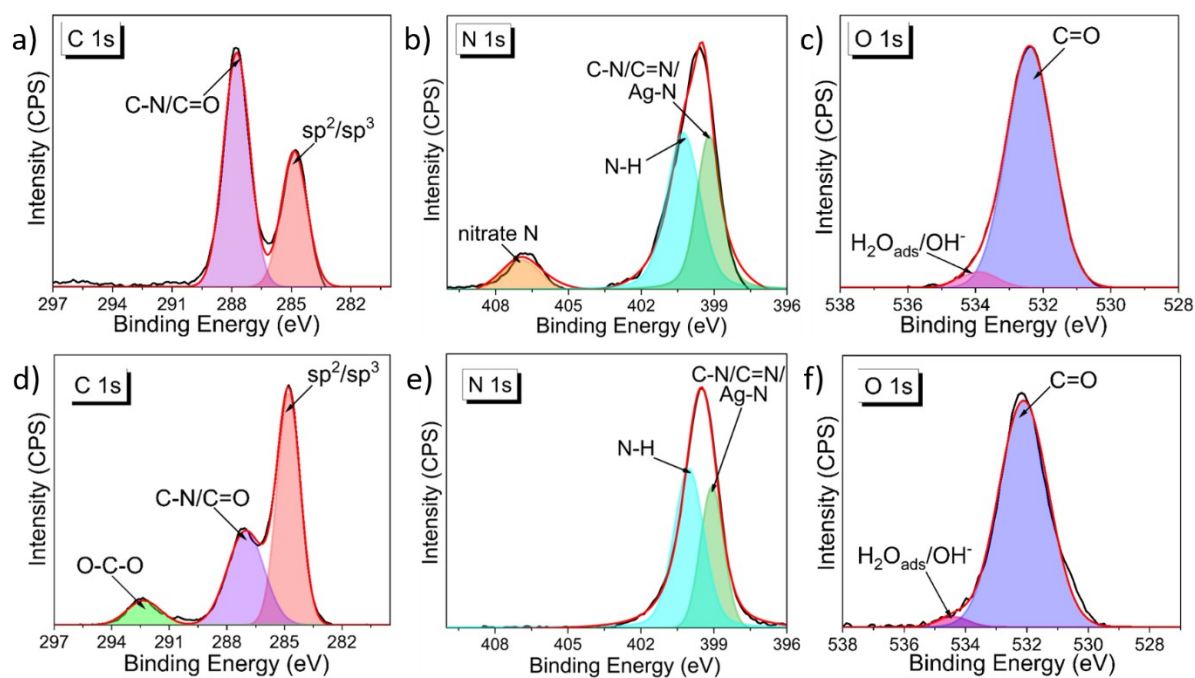 a)
C 1s
C-N/C=O
sp²/sp³
Intensity (CPS)
297 294 291 288 285 282
Binding Energy (eV)
b)
N 1s
C-N/C=N/
Ag-N
N-H
nitrate N
Intensity (CPS)
408 405 402 399 396
Binding Energy (eV)
c)
O 1s
C=O
H₂Oads/OH⁻
Intensity (CPS)
538 536 534 532 530 528
Binding Energy (eV)
d)
C 1s
sp²/sp³
C-N/C=O
O-C-O
Intensity (CPS)
297 294 291 288 285 282
Binding Energy (eV)
e)
N 1s
C-N/C=N/
Ag-N
N-H
Intensity (CPS)
408 405 402 399 396
Binding Energy (eV)
f)
O 1s
C=O
H₂Oads/OH⁻
Intensity (CPS)
538 536 534 532 530 528
Binding Energy (eV)